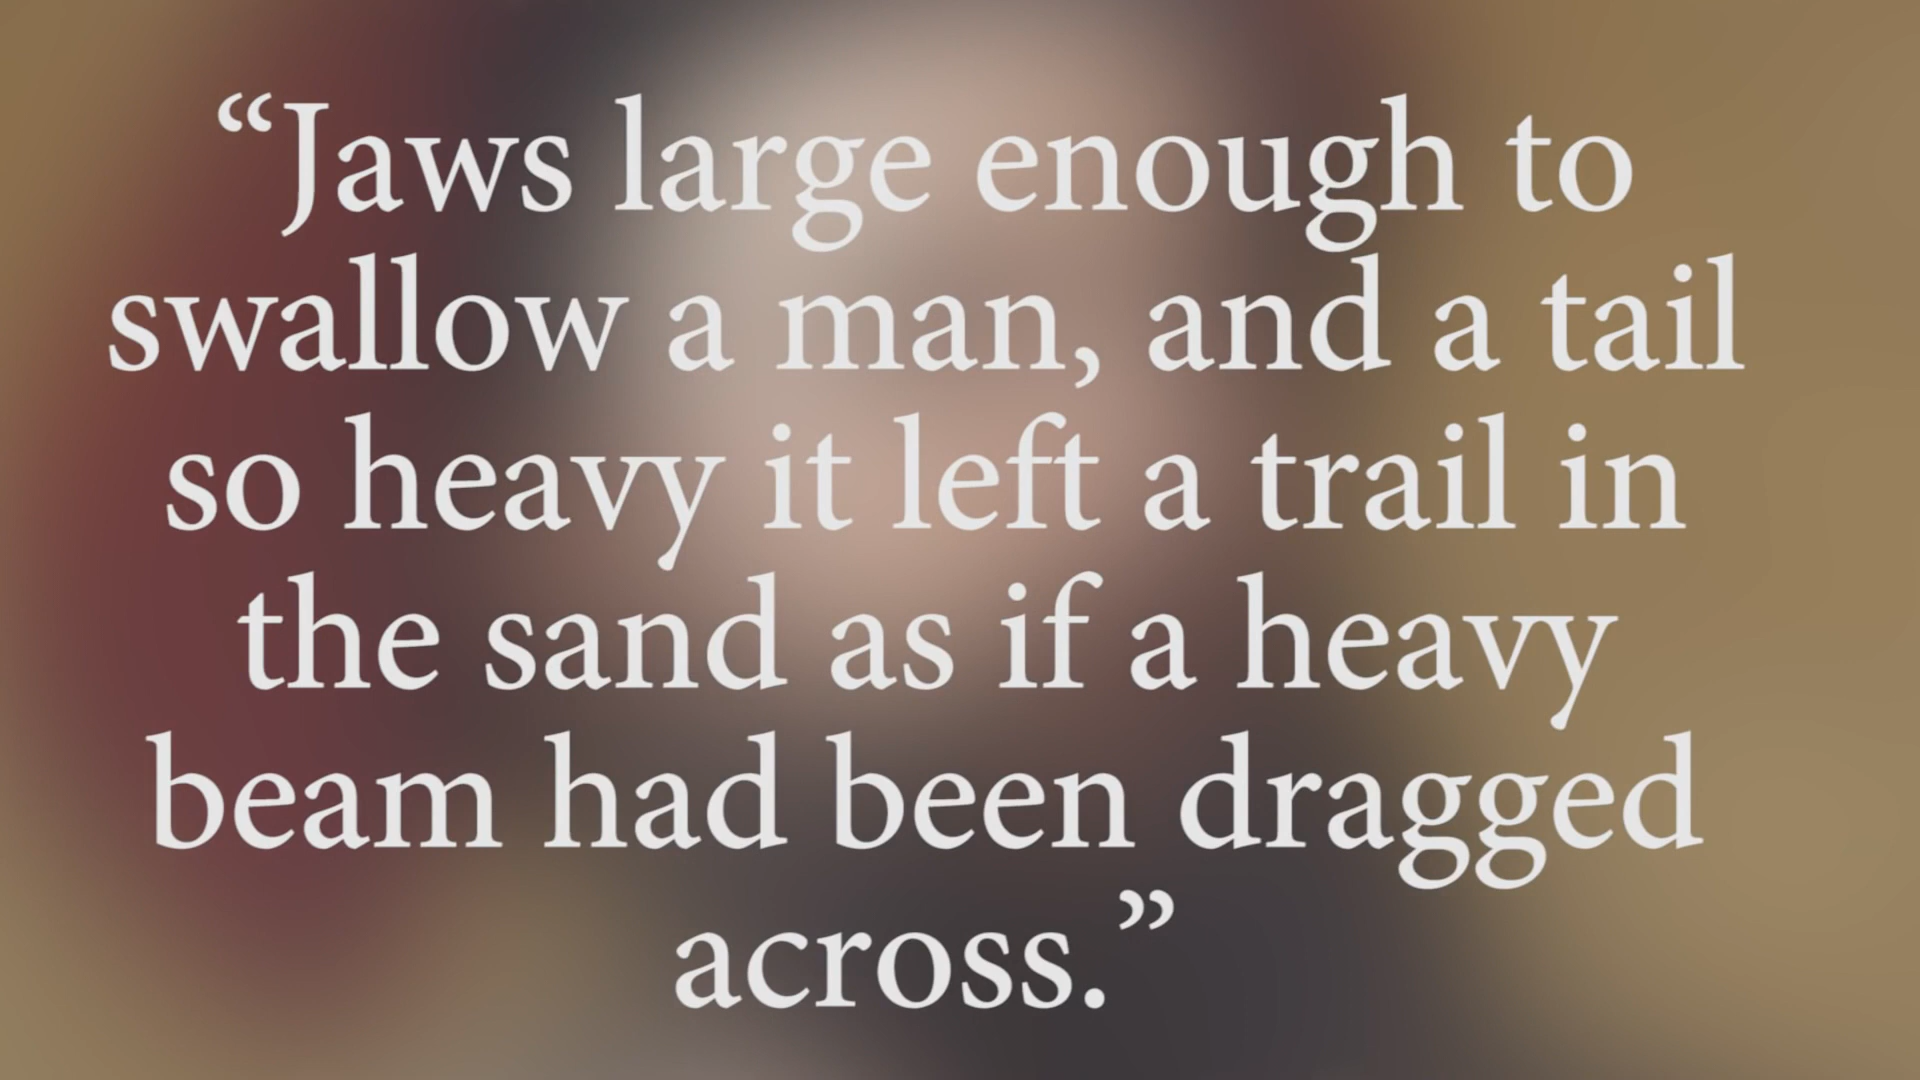 “Jaws large enough to
swallow a man, and a tail
so heavy it left a trail in
the sand as if a heavy
beam had been dragged
across.”